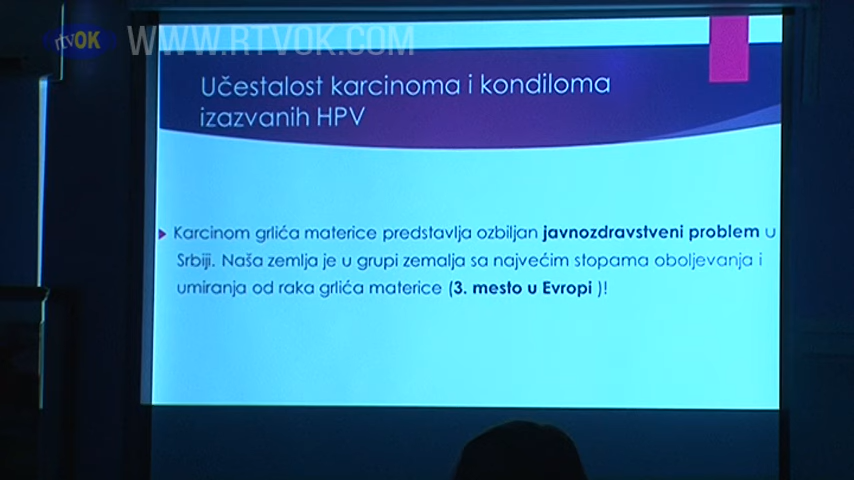 rtvOK
WWW.RTVOK.COM
Učestalost karcinoma i kondiloma
izazvanih HPV
Karcinom grlića materice predstavlja ozbiljan javnozdravstveni problem u
Srbiji. Naša zemlja je u grupi zemalja sa najvećim stopama oboljevanja i
umiranja od raka grlića materice (3. mesto u Evropi )!